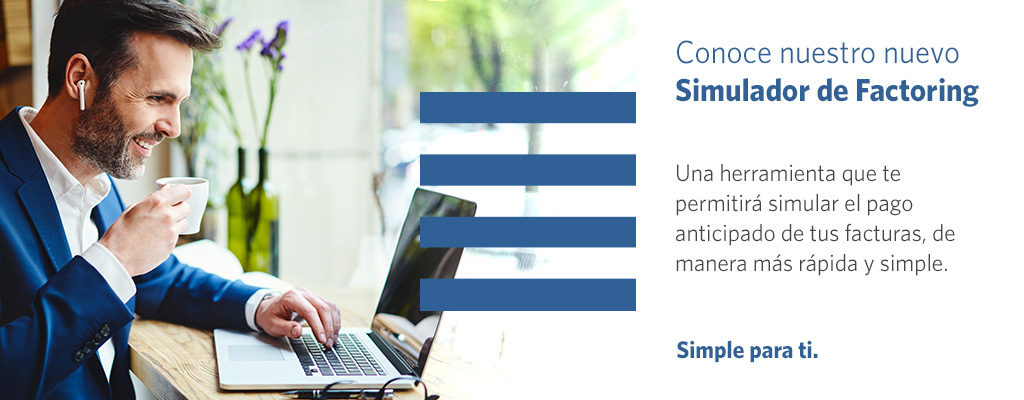 Conoce nuestro nuevo
Simulador de Factoring
Una herramienta que te
permitirá simular el pago
anticipado de tus facturas, de
manera más rápida y simple.
Simple para ti.